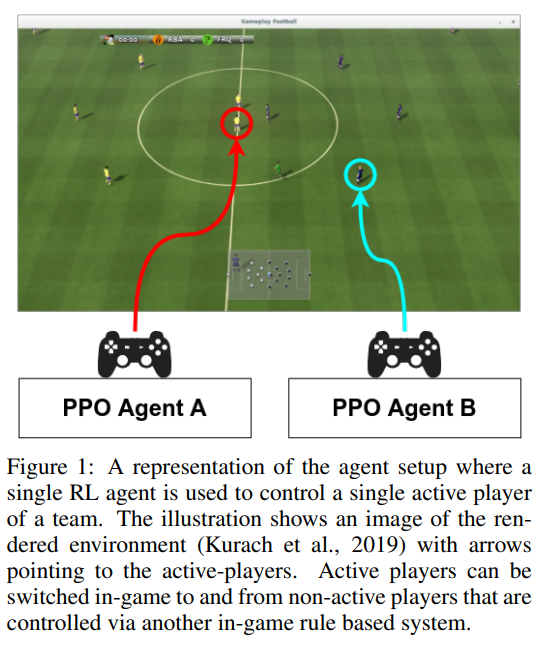 Gameplay Football
00:00 RBA 0 FRQ 0
PPO Agent A
PPO Agent B
Figure 1: A representation of the agent setup where a
single RL agent is used to control a single active player
of a team. The illustration shows an image of the ren-
dered environment (Kurach et al., 2019) with arrows
pointing to the active-players. Active players can be
switched in-game to and from non-active players that are
controlled via another in-game rule based system.